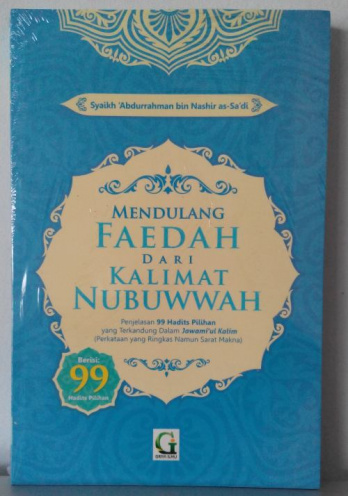 Syaikh 'Abdurrahman bin Nashir as-Sa'di
MENDULANG
FAEDAH
DARI
KALIMAT
NUBUWWAH
Penjelasan 99 Hadits Pilihan
yang Terkandung Dalam Jawami'ul Kalim
(Perkataan yang Ringkas Namun Sarat Makna)
Berisi:
99
Hadits Pilihan
G